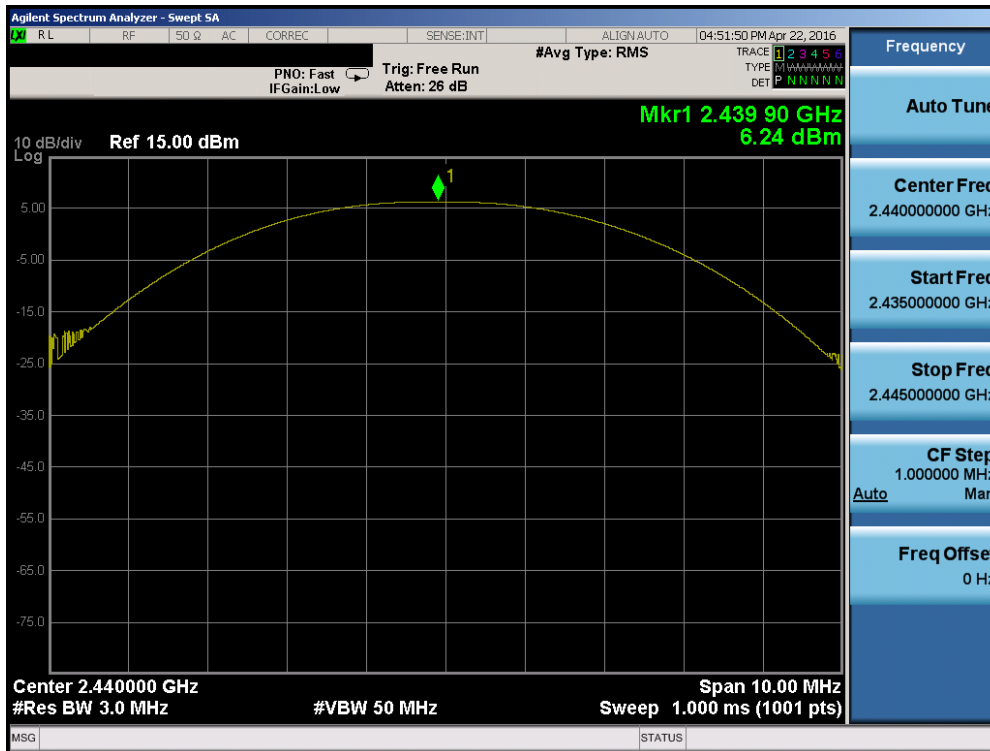 Agilent Spectrum Analyzer - Swept SA
LXI RL RF 50 Ω AC CORREC SENSE:INT ALIGN AUTO 04:51:50 PM Apr 22, 2016
#Avg Type: RMS TRACE 1 2 3 4 5 6
PNO: Fast Trig: Free Run TYPE M WWWWW
IFGain:Low Atten: 26 dB DET P N N N N N
Mkr1 2.439 90 GHz
6.24 dBm
10 dB/div Ref 15.00 dBm
Log
1
5.00
-5.00
-15.0
-25.0
-35.0
-45.0
-55.0
-65.0
-75.0
Center 2.440000 GHz Span 10.00 MHz
#Res BW 3.0 MHz #VBW 50 MHz Sweep 1.000 ms (1001 pts)
MSG STATUS
Frequency
Auto Tune
Center Freq
2.440000000 GHz
Start Freq
2.435000000 GHz
Stop Freq
2.445000000 GHz
CF Step
1.000000 MHz
Auto Man
Freq Offset
0 Hz